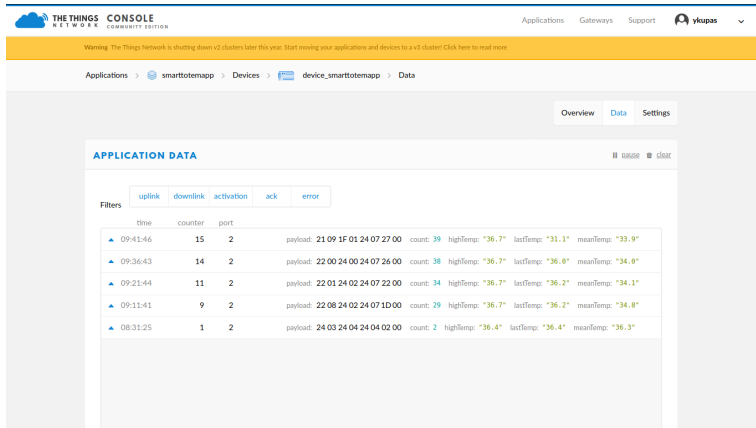 THE THINGS NETWORK CONSOLE COMMUNITY EDITION Applications Gateways Support ykupas
Warning The Things Network is shutting down v2 clusters later this year. Start moving your applications and devices to a v3 cluster! Click here to read more
Applications > smarttotemapp > Devices > device_smarttotemapp > Data
Overview Data Settings
APPLICATION DATA pause clear
Filters uplink downlink activation ack error
time counter port
09:41:46 15 2 payload: 21 09 1F 01 24 07 27 00 count: 39 highTemp: "36.7" lastTemp: "31.1" meanTemp: "33.9"
09:36:43 14 2 payload: 22 00 24 00 24 07 26 00 count: 38 highTemp: "36.7" lastTemp: "36.0" meanTemp: "34.0"
09:21:44 11 2 payload: 22 01 24 02 24 07 22 00 count: 34 highTemp: "36.7" lastTemp: "36.2" meanTemp: "34.1"
09:11:41 9 2 payload: 22 08 24 02 24 07 1D 00 count: 29 highTemp: "36.7" lastTemp: "36.2" meanTemp: "34.8"
08:31:25 1 2 payload: 24 03 24 04 24 04 02 00 count: 2 highTemp: "36.4" lastTemp: "36.4" meanTemp: "36.3"